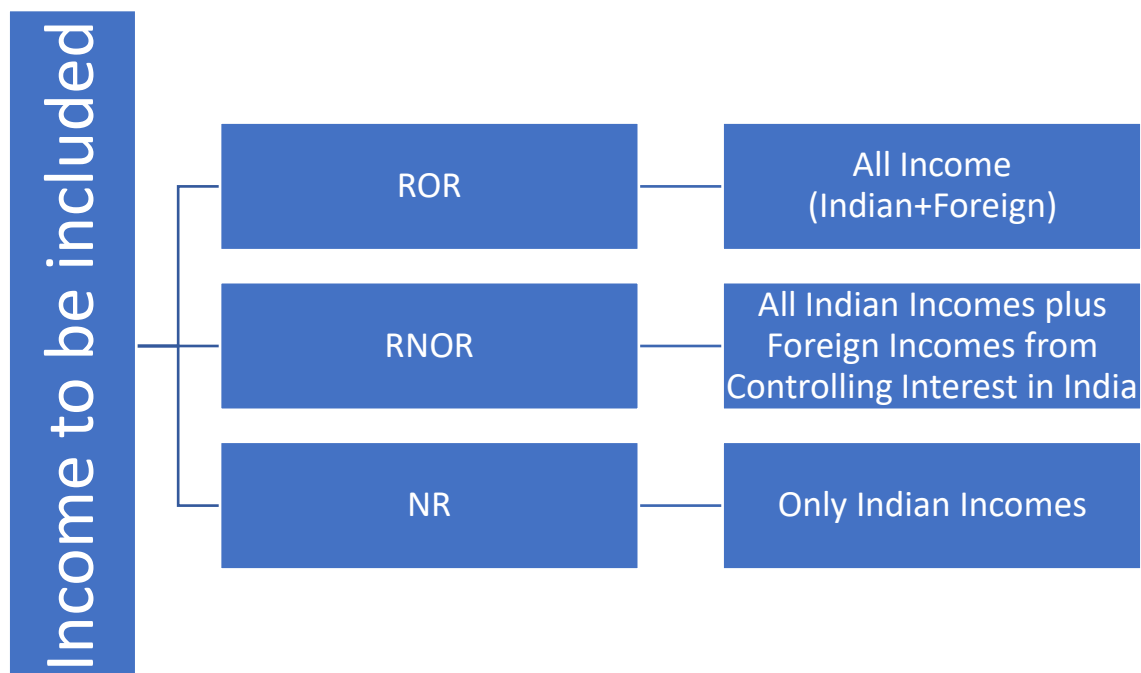 Income to be included
ROR
All Income
(Indian+Foreign)
RNOR
All Indian Incomes plus
Foreign Incomes from
Controlling Interest in India
NR
Only Indian Incomes